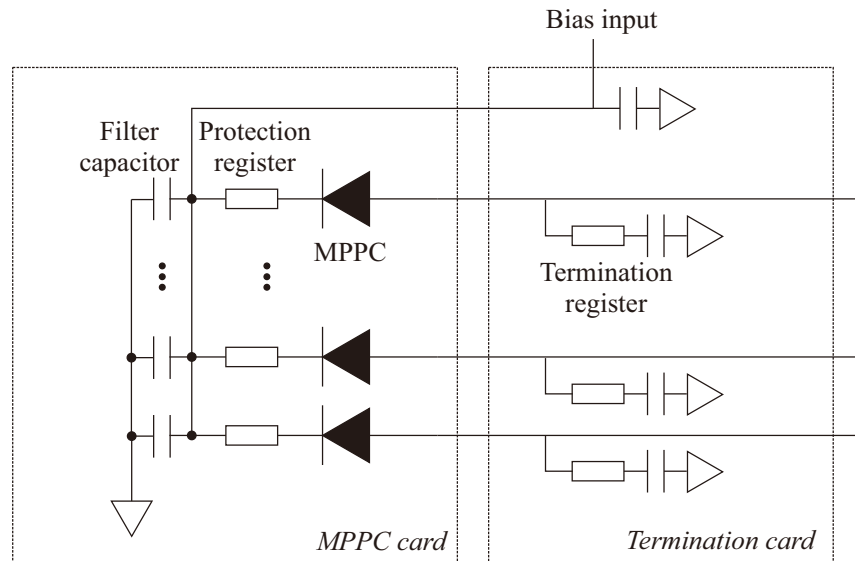 Bias input
Filter
capacitor
Protection
register
MPPC
Termination
register
MPPC card
Termination card